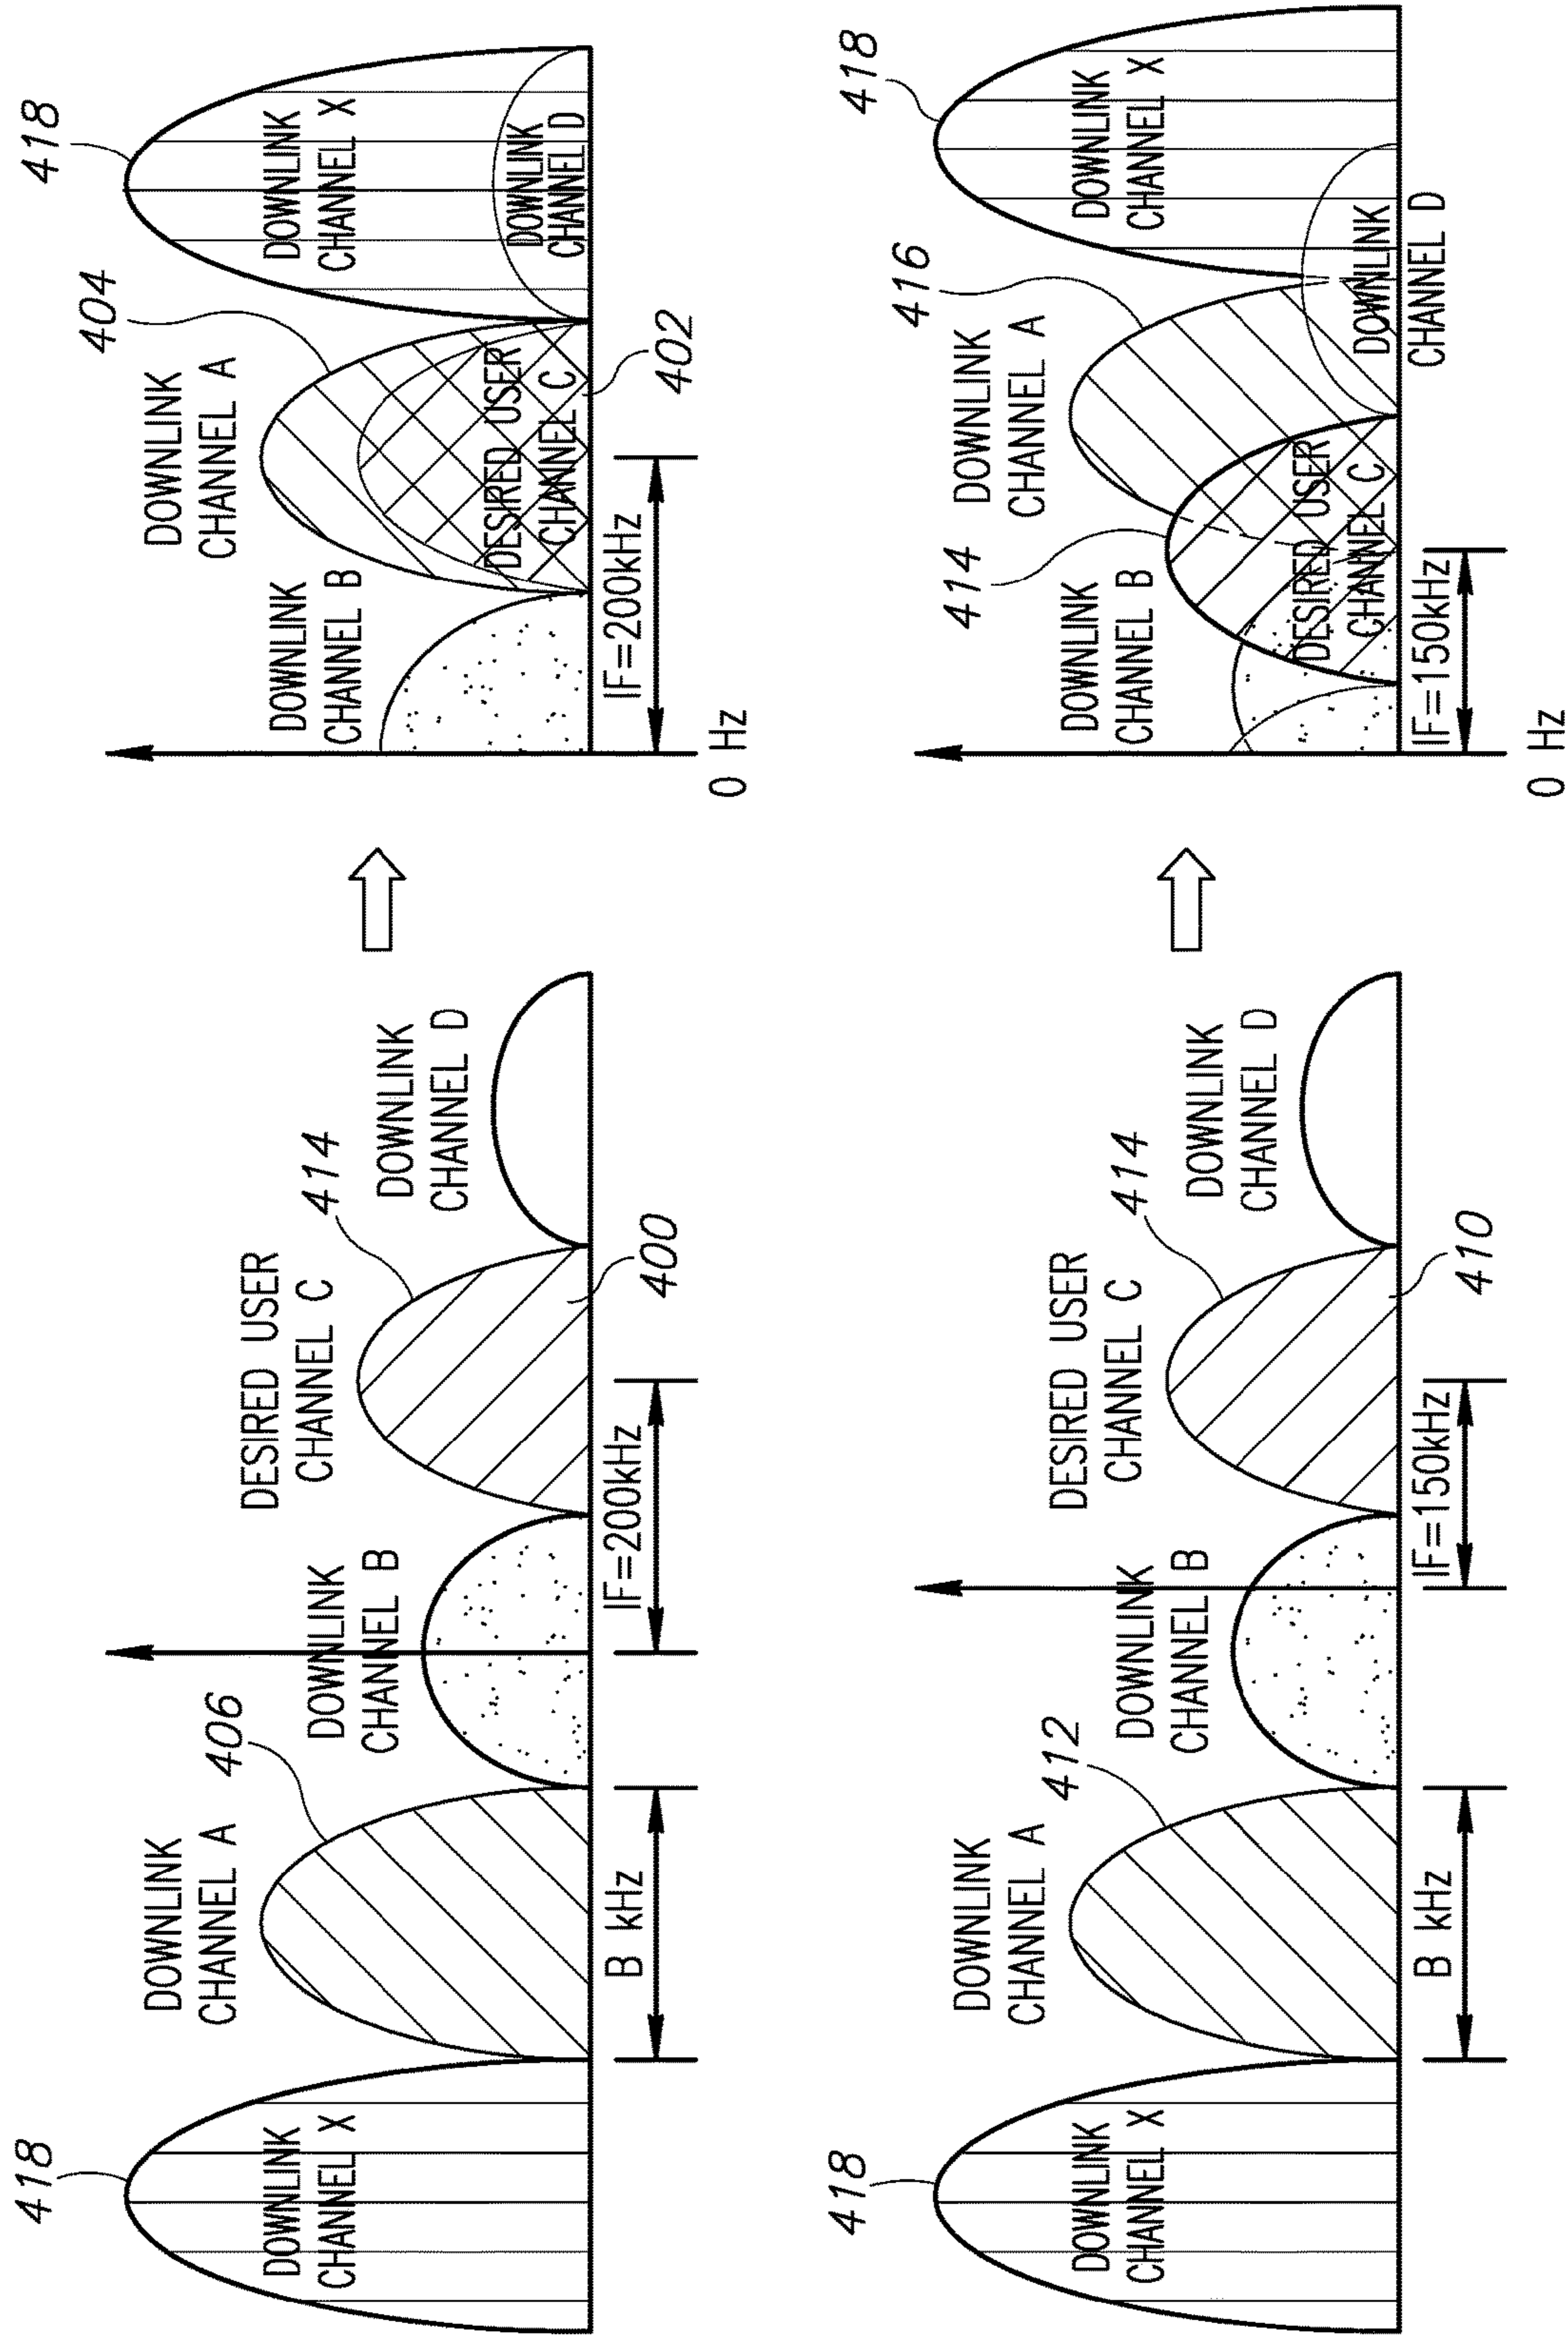 418
DOWNLINK
CHANNEL X
DOWNLINK
CHANNEL A
406
B kHz
DOWNLINK
CHANNEL B
DESIRED USER
CHANNEL C
414
400
IF=200kHz
DOWNLINK
CHANNEL D
DOWNLINK
CHANNEL B
DOWNLINK
CHANNEL A
404
DESIRED USER
CHANNEL C
402
IF=200kHz
0 Hz
418
DOWNLINK
CHANNEL X
DOWNLINK
CHANNEL D
418
DOWNLINK
CHANNEL X
DOWNLINK
CHANNEL A
412
B kHz
DOWNLINK
CHANNEL B
DESIRED USER
CHANNEL C
414
410
IF=150kHz
DOWNLINK
CHANNEL D
DOWNLINK
CHANNEL B
414
DOWNLINK
CHANNEL A
416
DESIRED USER
CHANNEL C
IF=150kHz
0 Hz
418
DOWNLINK
CHANNEL X
DOWNLINK
CHANNEL D